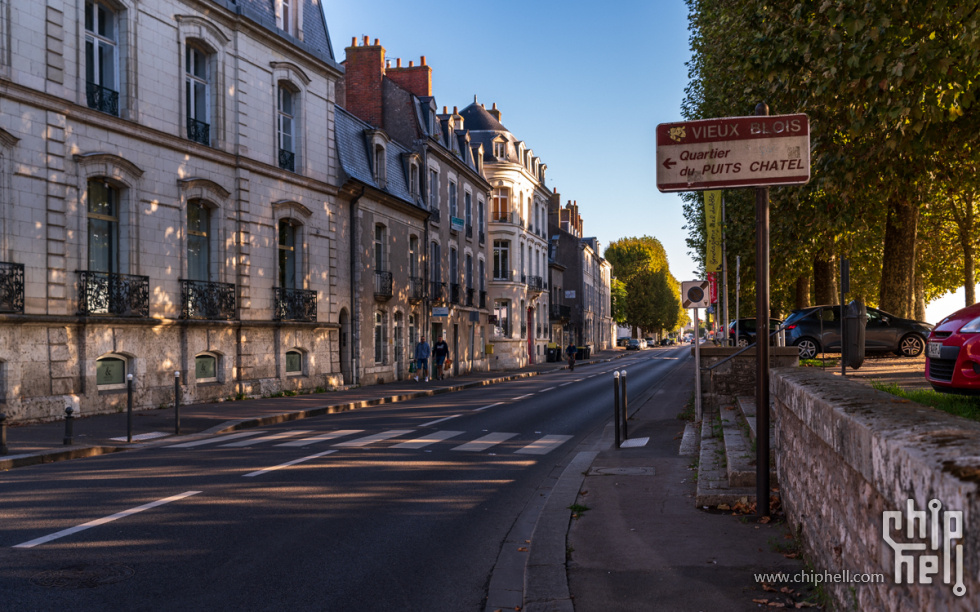 VIEUX BLOIS
← Quartier
du PUITS CHATEL
www.chiphell.com
chip
hell